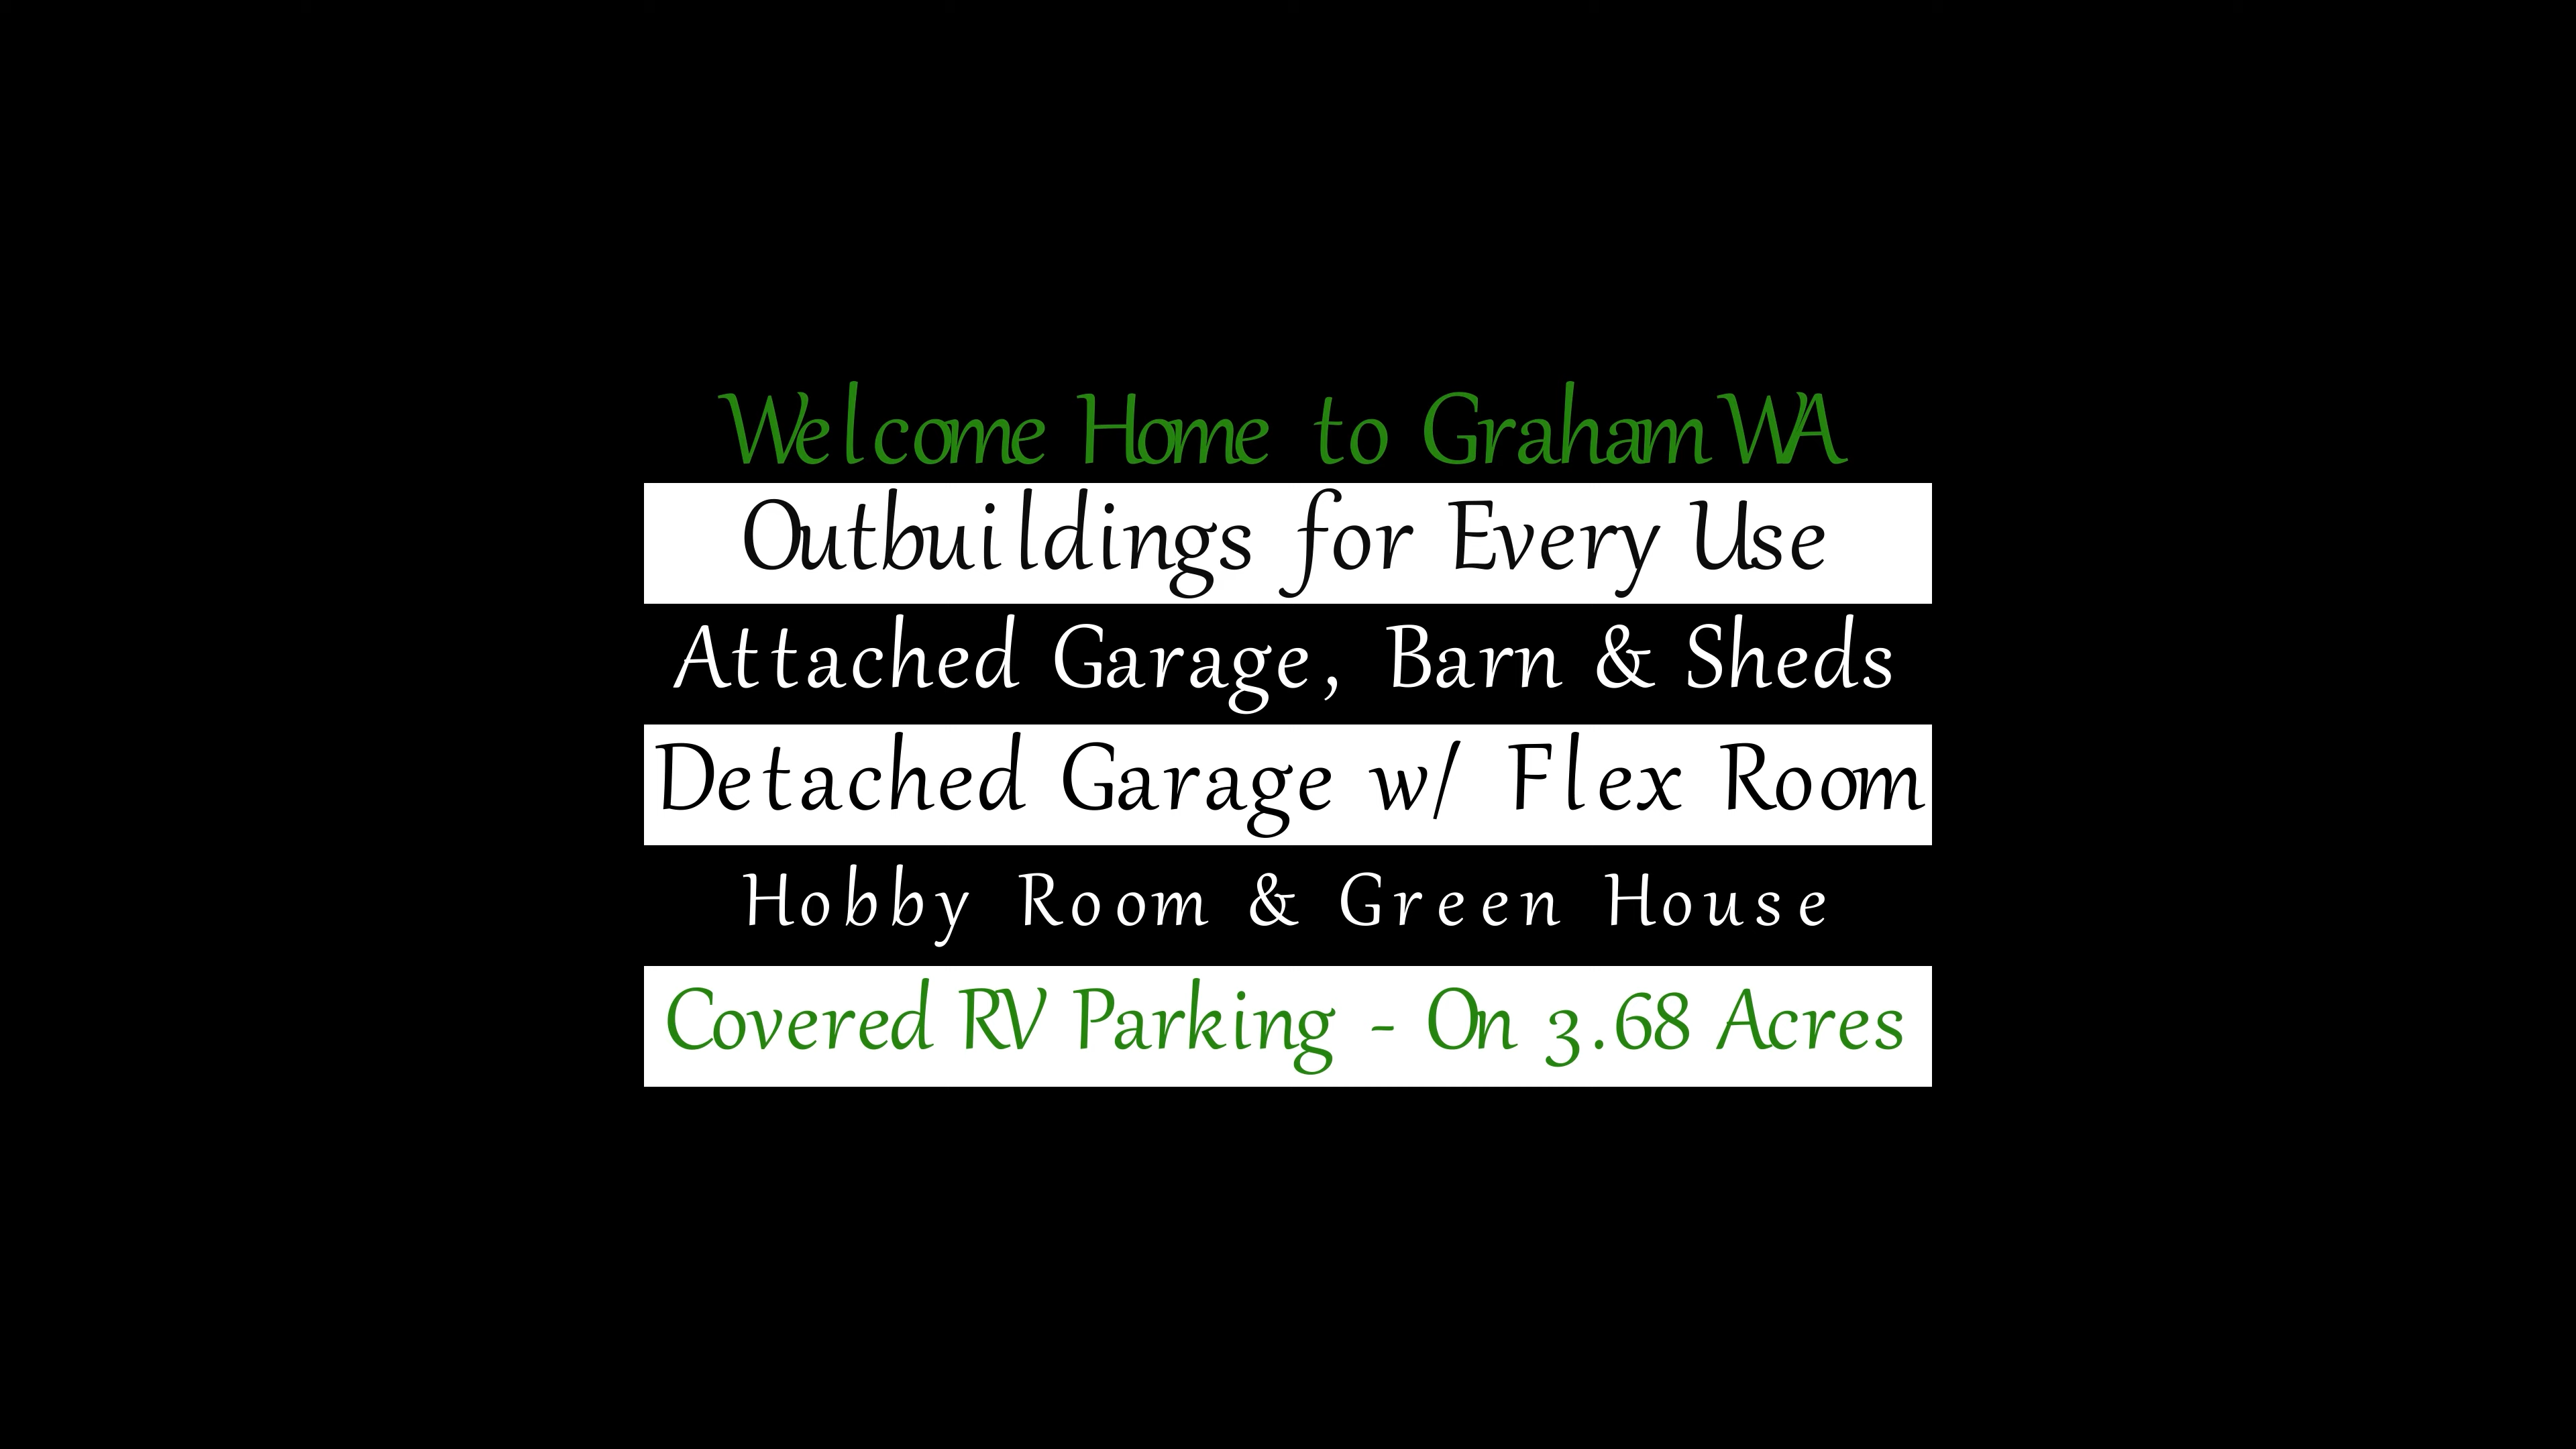 Welcome Home to Graham WA
Outbuildings for Every Use
Attached Garage, Barn & Sheds
Detached Garage w/ Flex Room
Hobby Room & Green House
Covered RV Parking - On 3.68 Acres